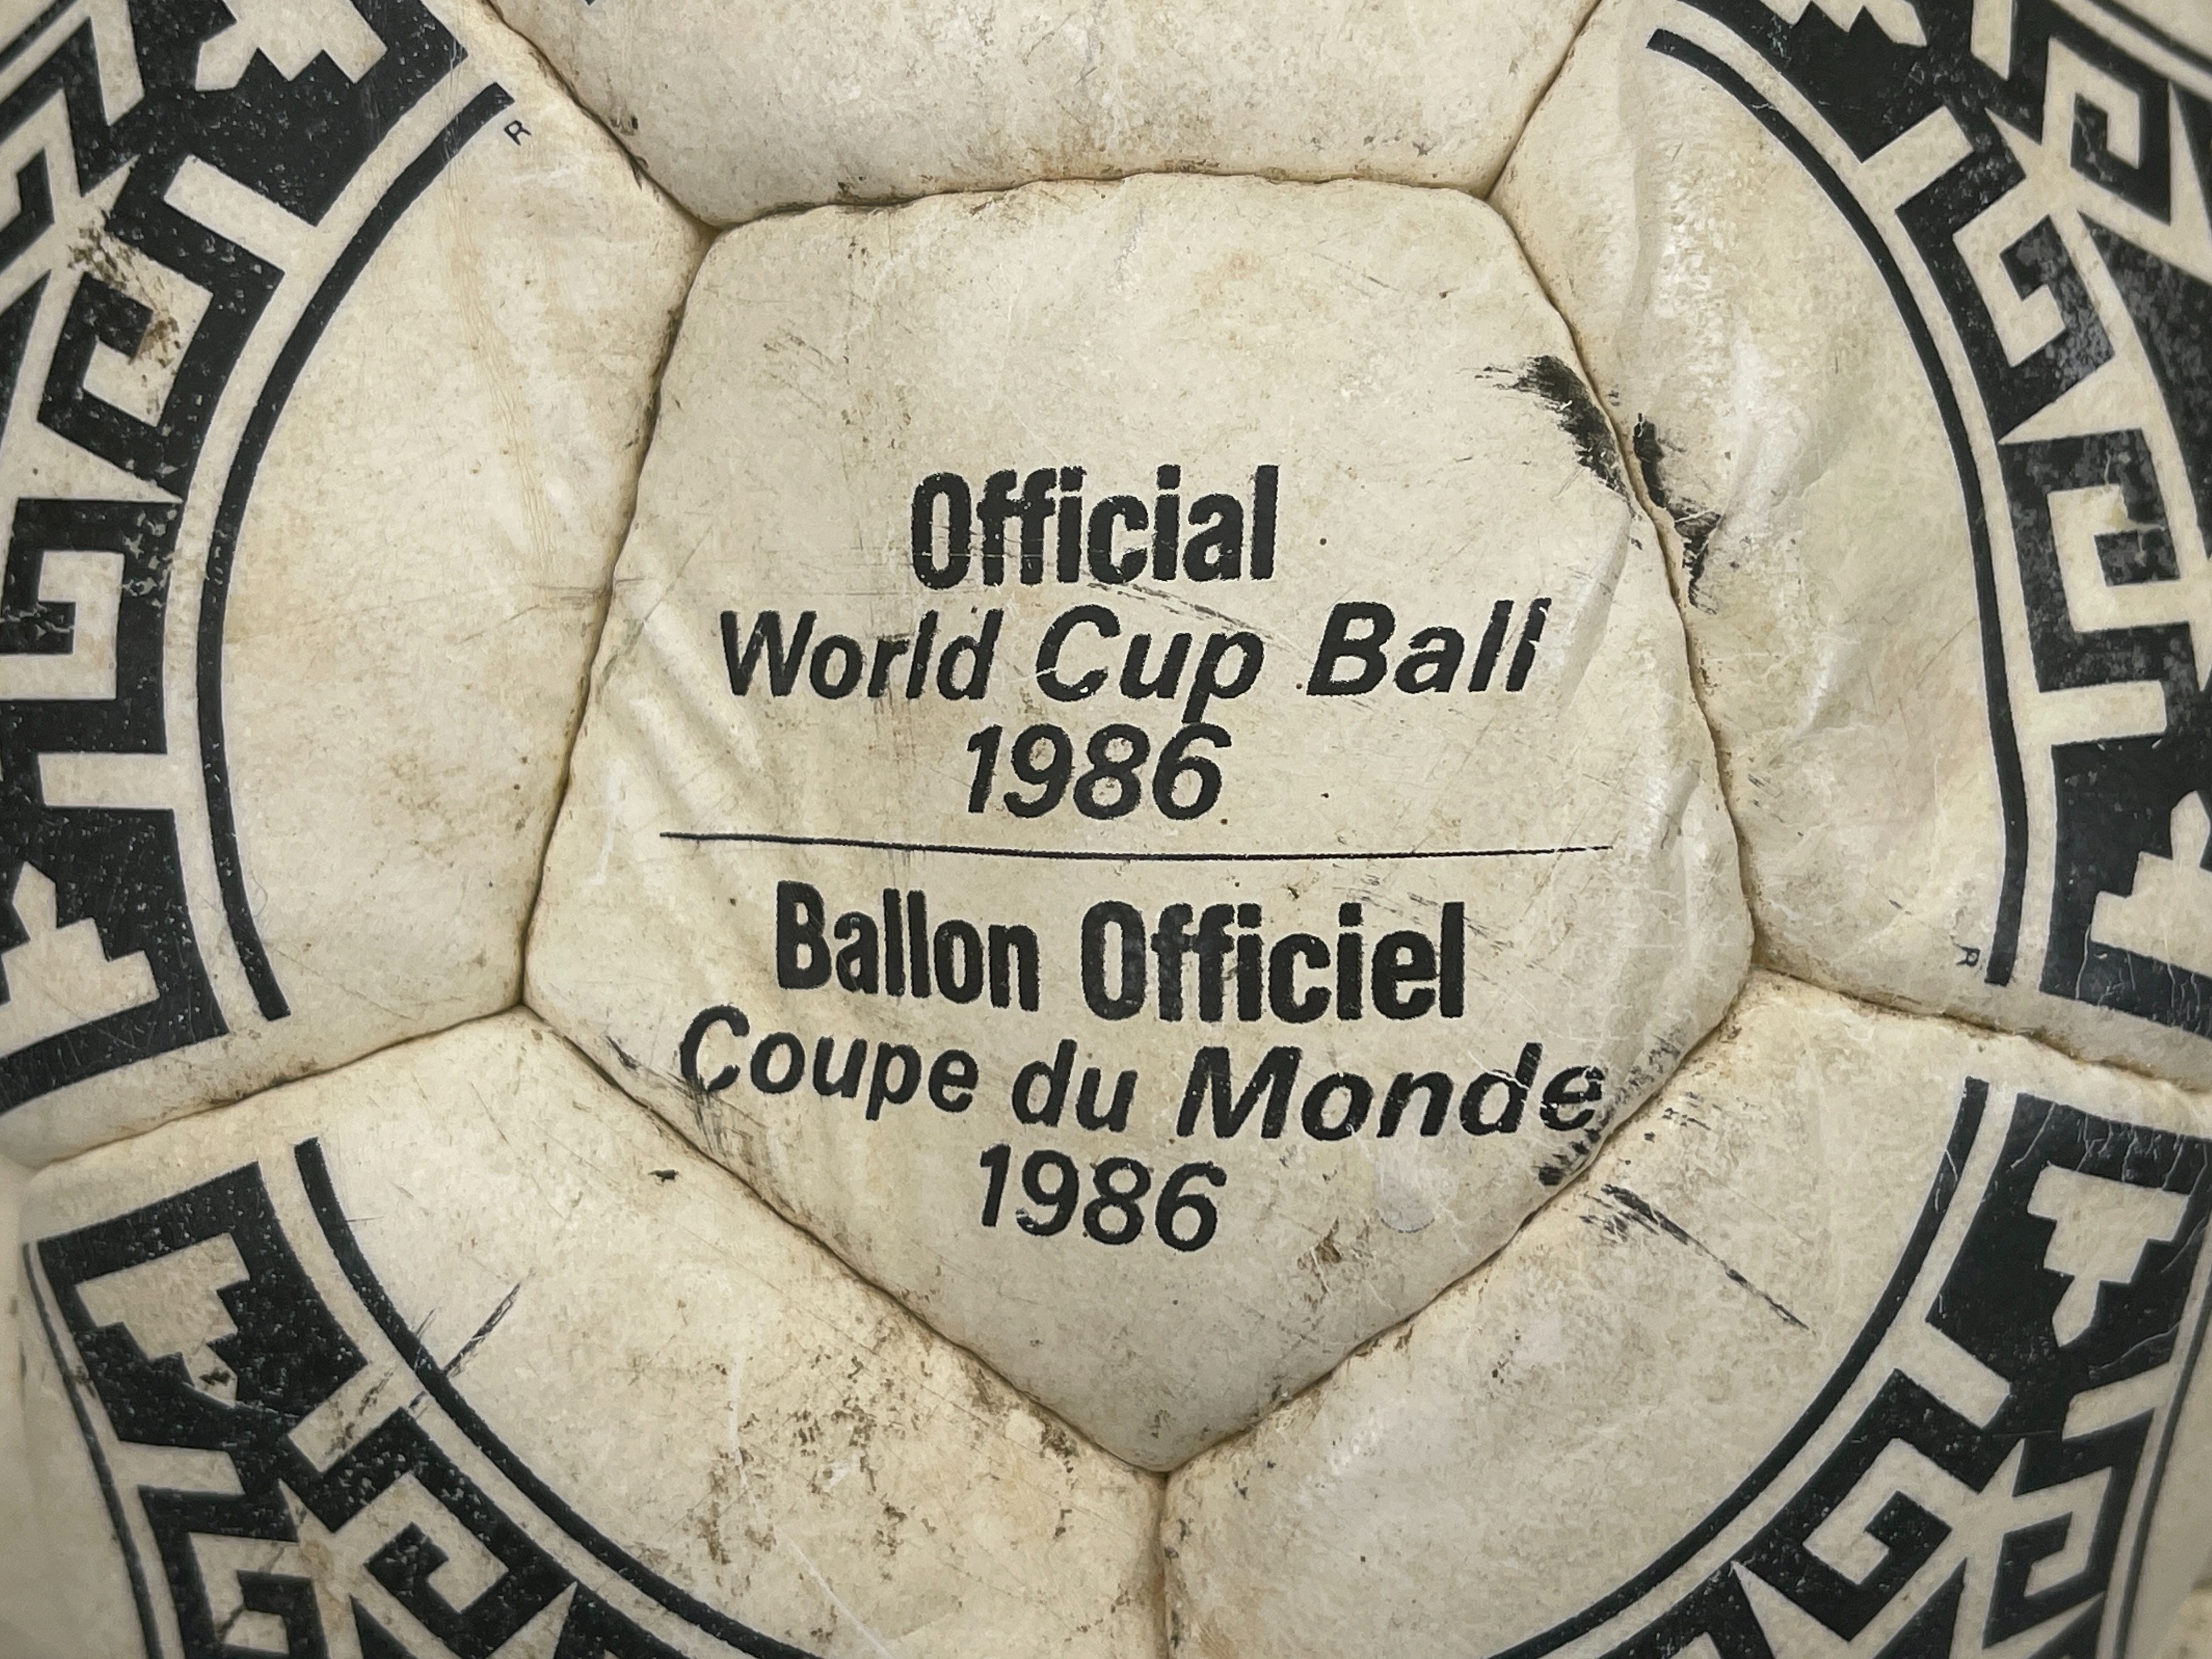 R
Official
World Cup Ball
1986
Ballon Officiel
Coupe du Monde
1986
R